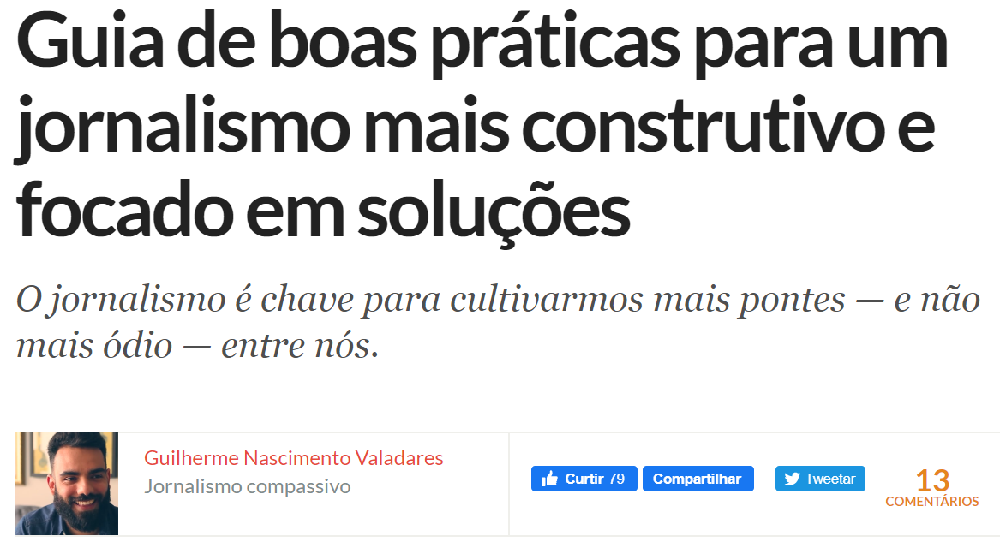 Guia de boas práticas para um
jornalismo mais construtivo e
focado em soluções
O jornalismo é chave para cultivarmos mais pontes — e não
mais ódio — entre nós.
Guilherme Nascimento Valadares
Jornalismo compassivo
Curtir 79
Compartilhar
Tweetar
13
COMENTÁRIOS